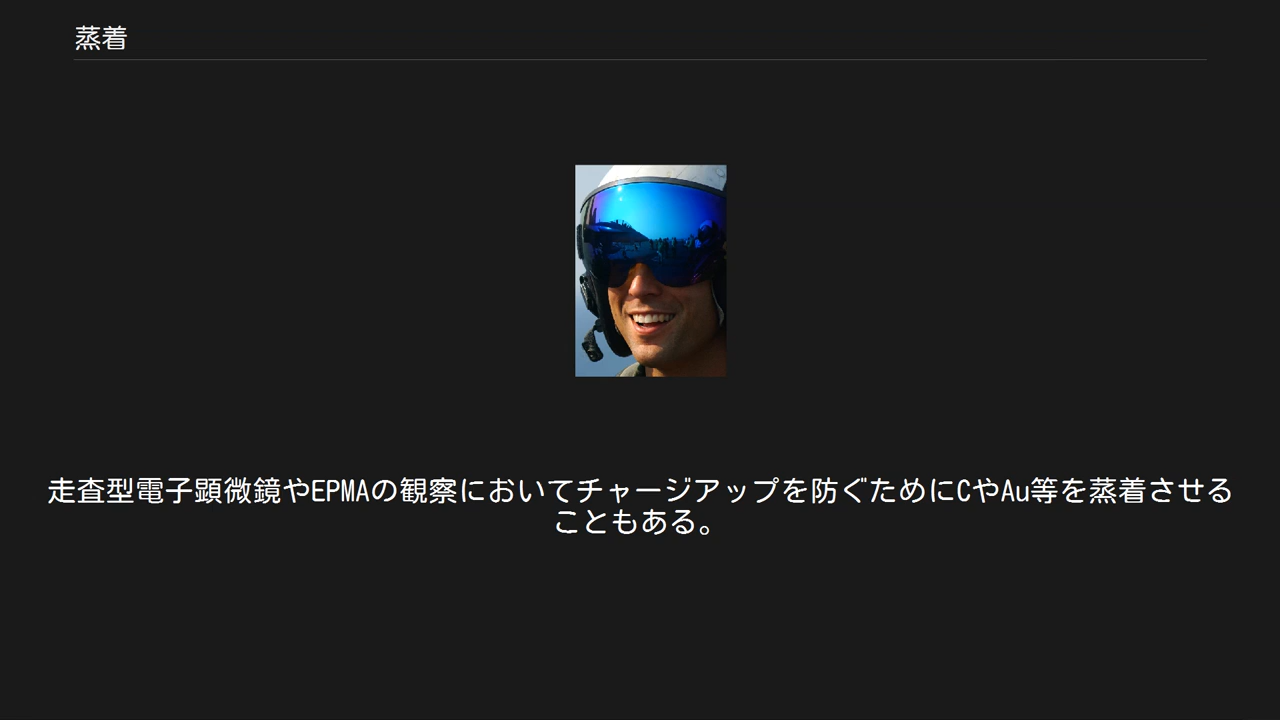 蒸着
走査型電子顕微鏡やEPMAの観察においてチャージアップを防ぐためにCやAu等を蒸着させる
こともある。